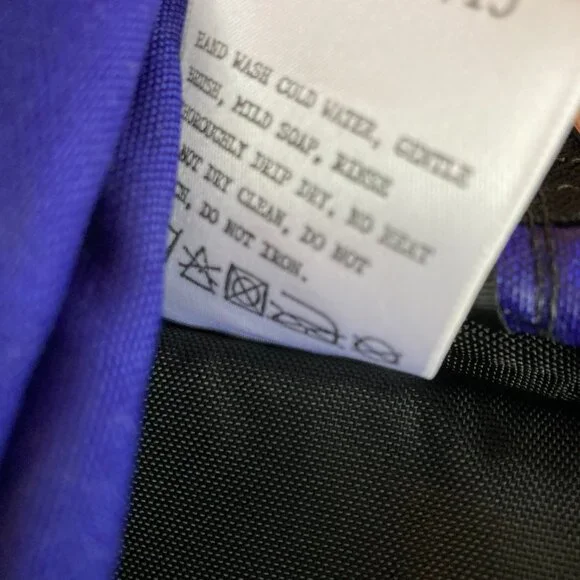 HAND WASH COLD WATER, GENTLE
BRUSH, MILD SOAP, RINSE
THOROUGHLY DRIP DRY. NO HEAT
NOT DRY CLEAN, DO NOT
DO NOT IRON.